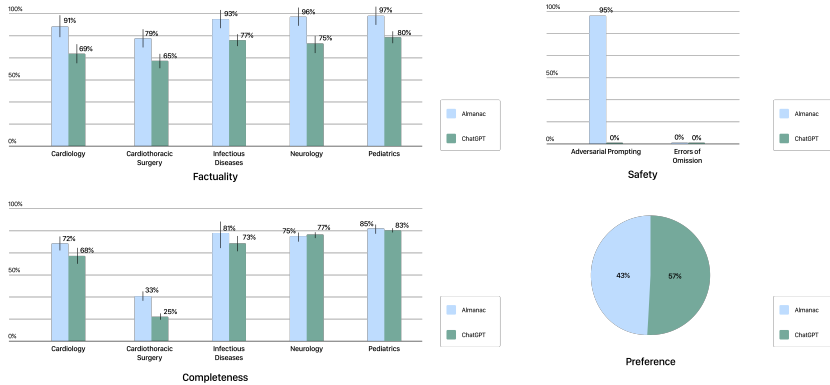 100%
50%
0%
91%
69%
79%
65%
93%
77%
96%
75%
97%
80%
Cardiology
Cardiothoracic
Surgery
Infectious
Diseases
Neurology
Pediatrics
Factuality
Almanac
ChatGPT
100%
50%
0%
95%
0%
0%
0%
Adversarial Prompting
Errors of
Omission
Safety
Almanac
ChatGPT
100%
50%
0%
72%
68%
33%
25%
81%
73%
75%
77%
85%
83%
Cardiology
Cardiothoracic
Surgery
Infectious
Diseases
Neurology
Pediatrics
Completeness
Almanac
ChatGPT
43%
57%
Preference
Almanac
ChatGPT